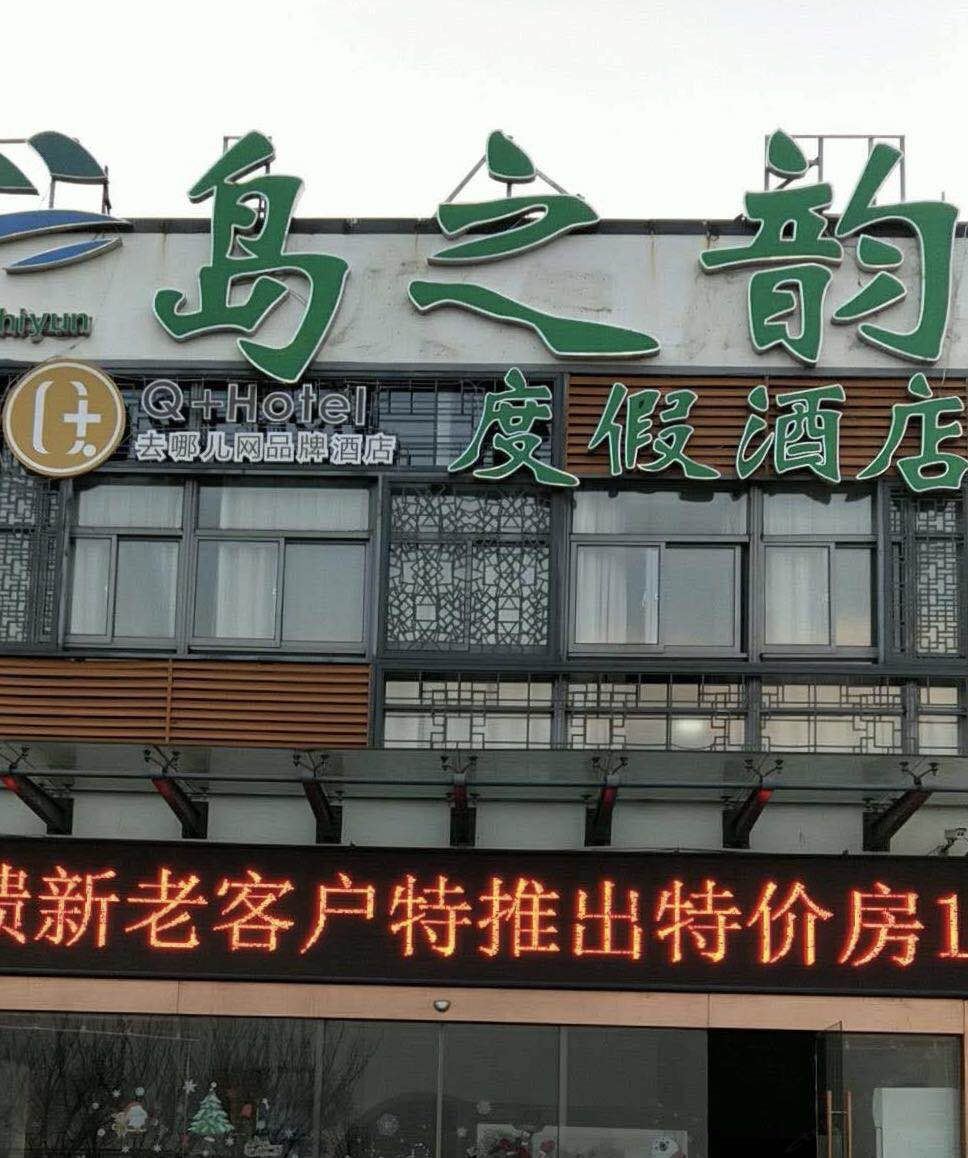 岛之韵
hiyun
Q+
Q+Hotel
去哪儿网品牌酒店
度假酒店
馈新老客户特推出特价房1